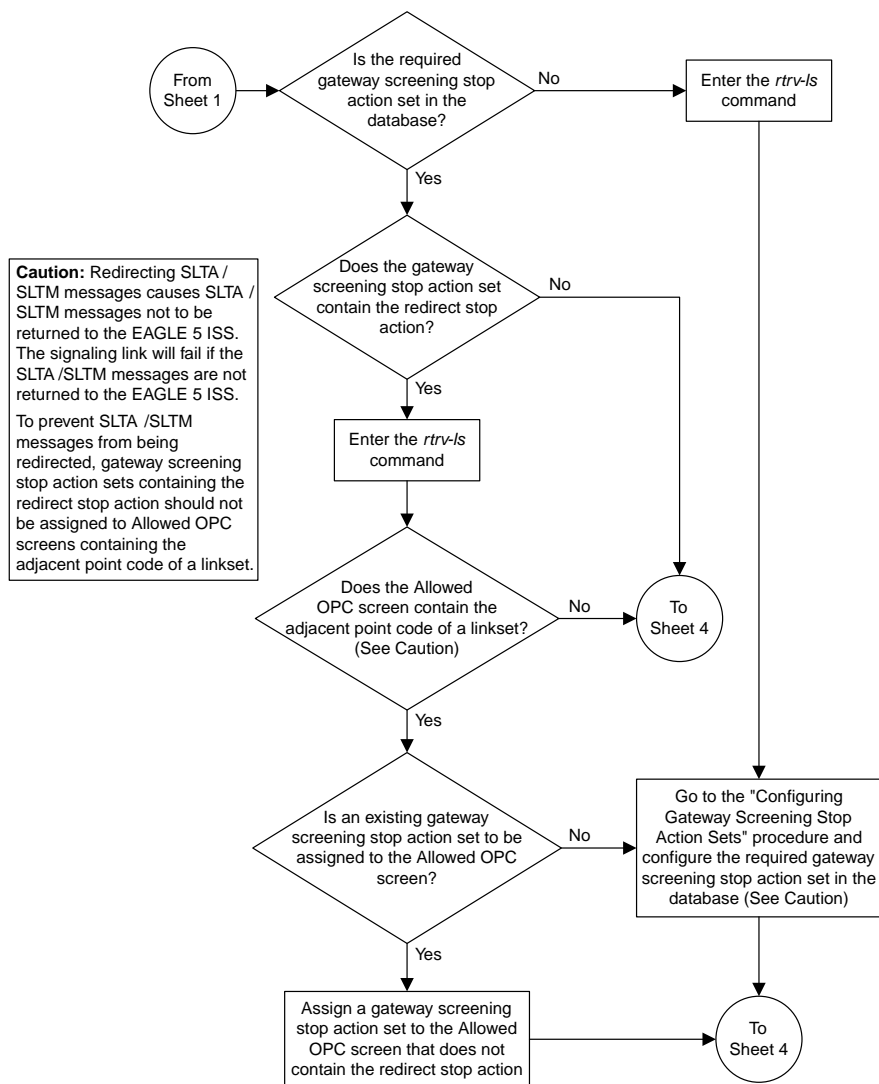 From
Sheet 1
Is the required
gateway screening stop
action set in the
database?
No
Enter the rtrv-ls
command
Yes
Caution: Redirecting SLTA /
SLTM messages causes SLTA /
SLTM messages not to be
returned to the EAGLE 5 ISS.
The signaling link will fail if the
SLTA /SLTM messages are not
returned to the EAGLE 5 ISS.
To prevent SLTA /SLTM
messages from being
redirected, gateway screening
stop action sets containing the
redirect stop action should not
be assigned to Allowed OPC
screens containing the
adjacent point code of a linkset.
Does the gateway
screening stop action set
contain the redirect stop
action?
No
Yes
Enter the rtrv-ls
command
Does the Allowed
OPC screen contain the
adjacent point code of a linkset?
(See Caution)
No
To
Sheet 4
Yes
Is an existing gateway
screening stop action set to be
assigned to the Allowed OPC
screen?
No
Go to the "Configuring
Gateway Screening Stop
Action Sets" procedure and
configure the required gateway
screening stop action set in the
database (See Caution)
Yes
Assign a gateway screening
stop action set to the Allowed
OPC screen that does not
contain the redirect stop action
To
Sheet 4